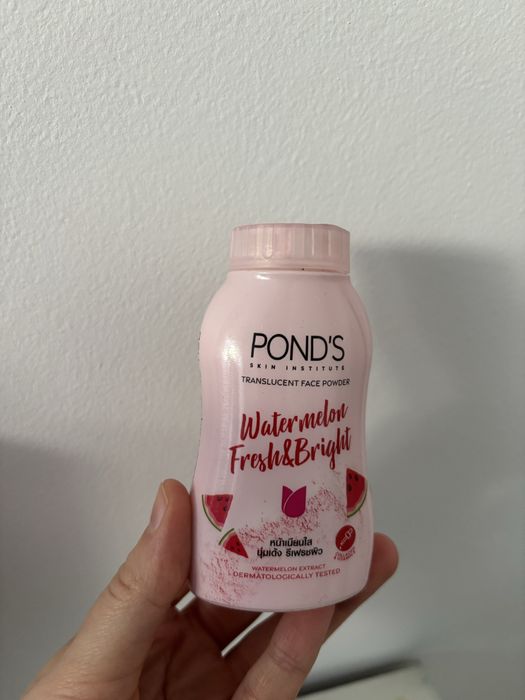 POND'S
SKIN INSTITUTE
TRANSLUCENT FACE POWDER
Watermelon
Fresh&Bright
หน้าเนียนใส
นุ่มเด้ง รีเฟรชผิว
WATERMELON EXTRACT
DERMATOLOGICALLY TESTED